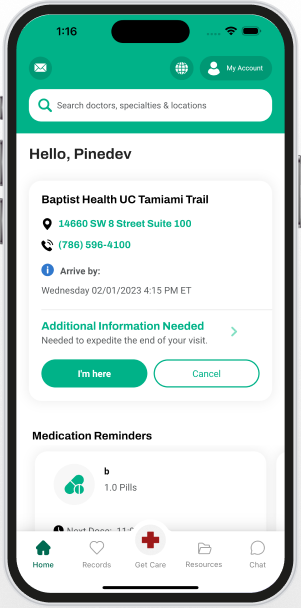 1:16
My Account
Search doctors, specialties & locations
Hello, Pinedev
Baptist Health UC Tamiami Trail
14660 SW 8 Street Suite 100
(786) 596-4100
Arrive by:
Wednesday 02/01/2023 4:15 PM ET
Additional Information Needed
Needed to expedite the end of your visit.
I'm here
Cancel
Medication Reminders
b
1.0 Pills
Next Dose:
Home
Records
Get Care
Resources
Chat